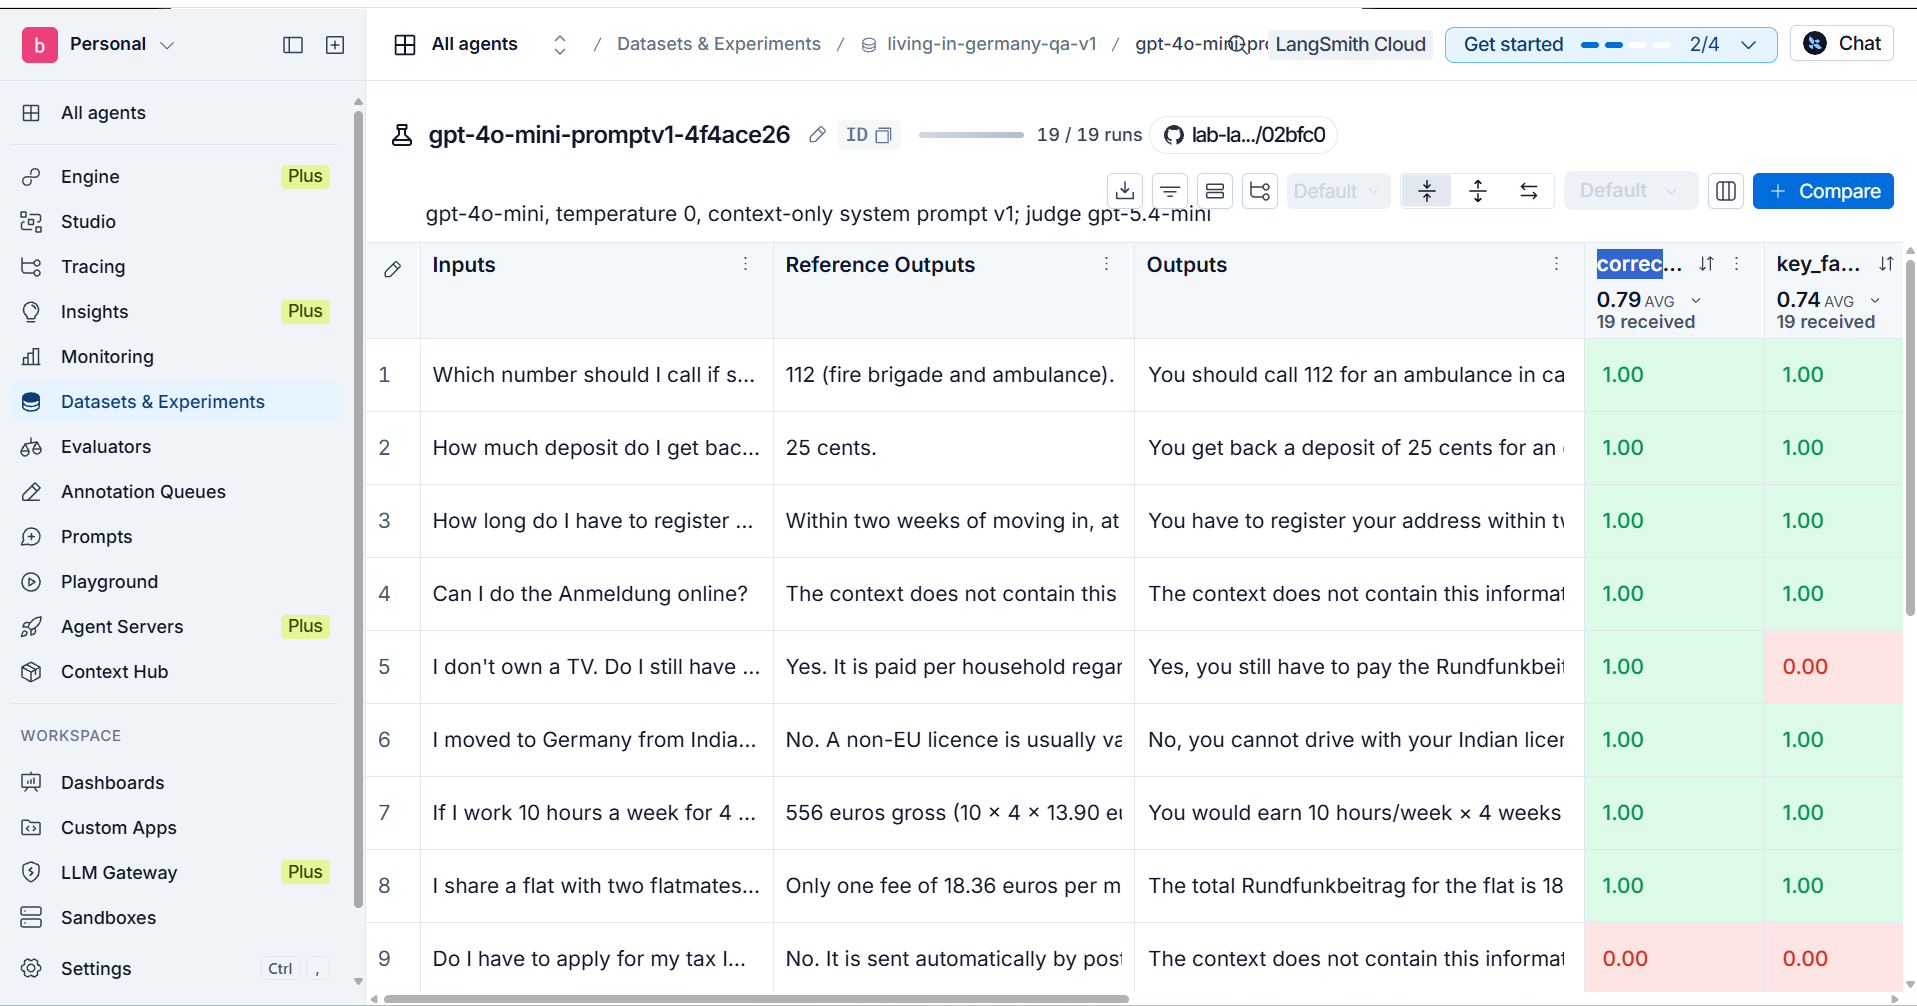 b Personal
All agents
Engine Plus
Studio
Tracing
Insights Plus
Monitoring
Datasets & Experiments
Evaluators
Annotation Queues
Prompts
Playground
Agent Servers Plus
Context Hub
WORKSPACE
Dashboards
Custom Apps
LLM Gateway Plus
Sandboxes
Settings Ctrl ,
All agents / Datasets & Experiments / living-in-germany-qa-v1 / gpt-4o-mini-pro LangSmith Cloud Get started 2/4 Chat
gpt-4o-mini-promptv1-4f4ace26 ID 19 / 19 runs lab-la.../02bfc0
Default Default + Compare
gpt-4o-mini, temperature 0, context-only system prompt v1; judge gpt-5.4-mini
Inputs Reference Outputs Outputs correc... key_fa...
0.79 AVG 0.74 AVG
19 received 19 received
1 Which number should I call if s... 112 (fire brigade and ambulance). You should call 112 for an ambulance in ca 1.00 1.00
2 How much deposit do I get bac... 25 cents. You get back a deposit of 25 cents for an 1.00 1.00
3 How long do I have to register ... Within two weeks of moving in, at You have to register your address within tw 1.00 1.00
4 Can I do the Anmeldung online? The context does not contain this The context does not contain this informat 1.00 1.00
5 I don't own a TV. Do I still have ... Yes. It is paid per household regar Yes, you still have to pay the Rundfunkbeit 1.00 0.00
6 I moved to Germany from India... No. A non-EU licence is usually va No, you cannot drive with your Indian licen 1.00 1.00
7 If I work 10 hours a week for 4 ... 556 euros gross (10 × 4 × 13.90 eu You would earn 10 hours/week × 4 weeks 1.00 1.00
8 I share a flat with two flatmates... Only one fee of 18.36 euros per m The total Rundfunkbeitrag for the flat is 18 1.00 1.00
9 Do I have to apply for my tax I... No. It is sent automatically by post The context does not contain this informat 0.00 0.00